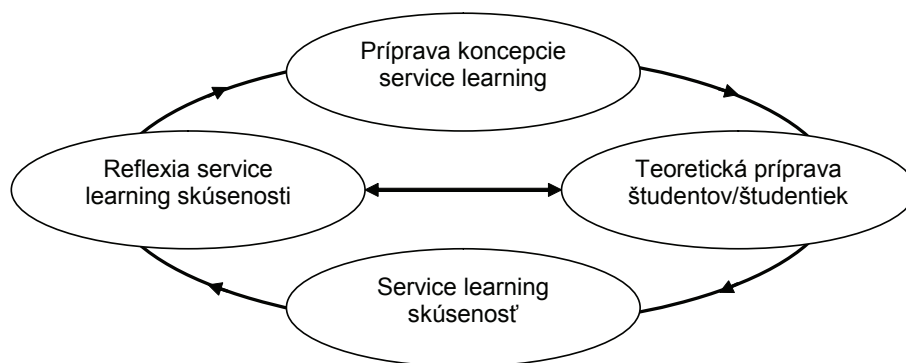 Príprava koncepcie
service learning
Reflexia service
learning skúsenosti
Teoretická príprava
študentov/študentiek
Service learning
skúsenosť